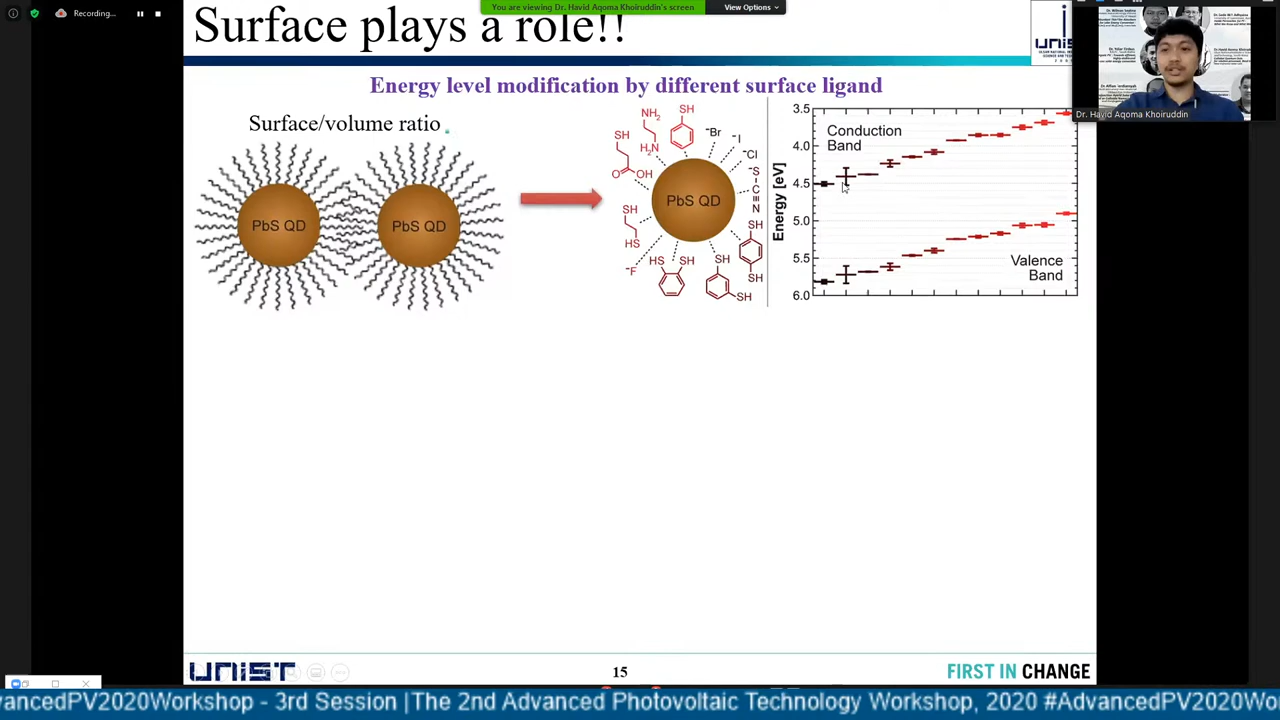 You are viewing Dr. Havid Aqoma Khoiruddin's screen
View Options
Recording...
Surface plays a role!!
Energy level modification by different surface ligand
Surface/volume ratio
PbS QD
PbS QD
PbS QD
NH2
H2N
SH
SH
OH
O
SH
HS
-F
HS
SH
SH
SH
SH
SH
-Br
-I
-Cl
-S
C
N
3.5
4.0
4.5
5.0
5.5
6.0
Energy [eV]
Conduction
Band
Valence
Band
Dr. Havid Aqoma Khoiruddin
UNIST
15
FIRST IN CHANGE
vancedPV2020Workshop - 3rd Session |The 2nd Advanced Photovoltaic Technology Workshop, 2020 #AdvancedPV2020Wo